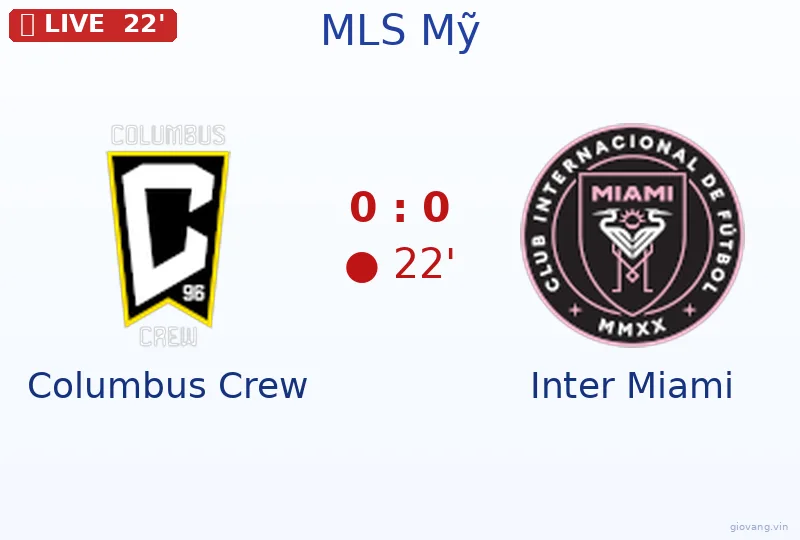 LIVE 22'
MLS Mỹ
COLUMBUS
96
CREW
0 : 0
● 22'
CLUB INTERNACIONAL DE FÚTBOL
MIAMI
MMXX
Columbus Crew
Inter Miami
giovang.vin